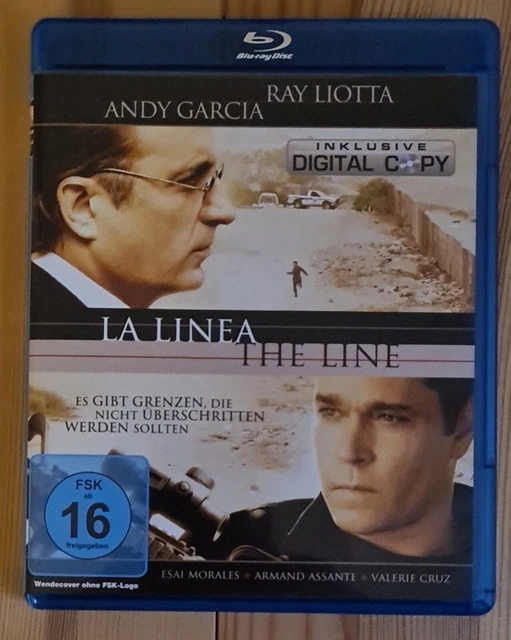 Blu-ray Disc
RAY LIOTTA
ANDY GARCIA
INKLUSIVE
DIGITAL COPY
LA LINEA
THE LINE
ES GIBT GRENZEN, DIE
NICHT ÜBERSCHRITTEN
WERDEN SOLLTEN
FSK
ab
16
freigegeben
Wendecover ohne FSK-Logo
ESAI MORALES ARMAND ASSANTE VALERIE CRUZ